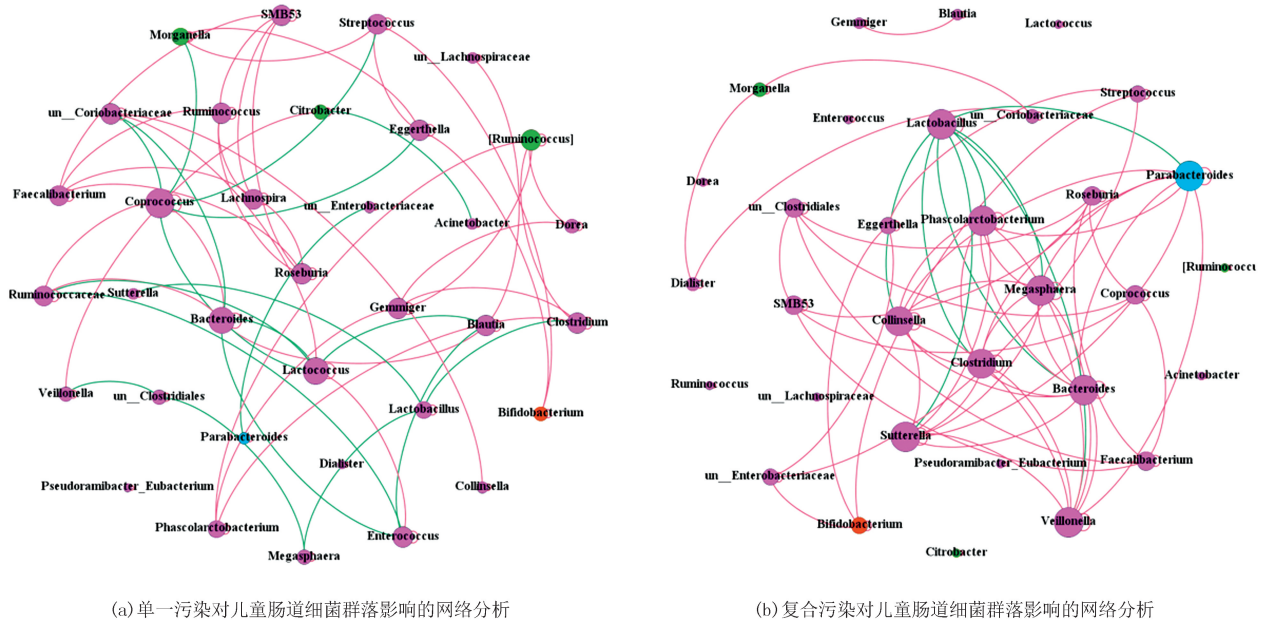 SMB53
Streptococcus
Morganella
un__Lachnospiraceae
un__Coriobacteriaceae
Ruminococcus
Citrobacter
Eggerthella
[Ruminococcus]
Faecalibacterium
Coprococcus
Lachnospira
un__Enterobacteriaceae
Acinetobacter
Dorea
Roseburia
Ruminococcaceae
Sutterella
Gemmiger
Bacteroides
Blautia
Clostridium
Lactococcus
Veillonella
un__Clostridiales
Lactobacillus
Bifidobacterium
Parabacteroides
Dialister
Pseudoramibacter_Eubacterium
Collinsella
Phascolarctobacterium
Enterococcus
Megasphaera
(a)单一污染对儿童肠道细菌群落影响的网络分析
Gemmiger
Blautia
Lactococcus
Morganella
Streptococcus
Enterococcus
Lactobacillus
un__Coriobacteriaceae
Parabacteroides
Dorea
Roseburia
un__Clostridiales
Eggerthella
Phascolarctobacterium
[Ruminoccu
Dialister
Megasphaera
Coprococcus
SMB53
Collinsella
Clostridium
Ruminococcus
Acinetobacter
un__Lachnospiraceae
Bacteroides
Sutterella
Pseudoramibacter_Eubacterium
Faecalibacterium
un__Enterobacteriaceae
Bifidobacterium
Veillonella
Citrobacter
(b)复合污染对儿童肠道细菌群落影响的网络分析